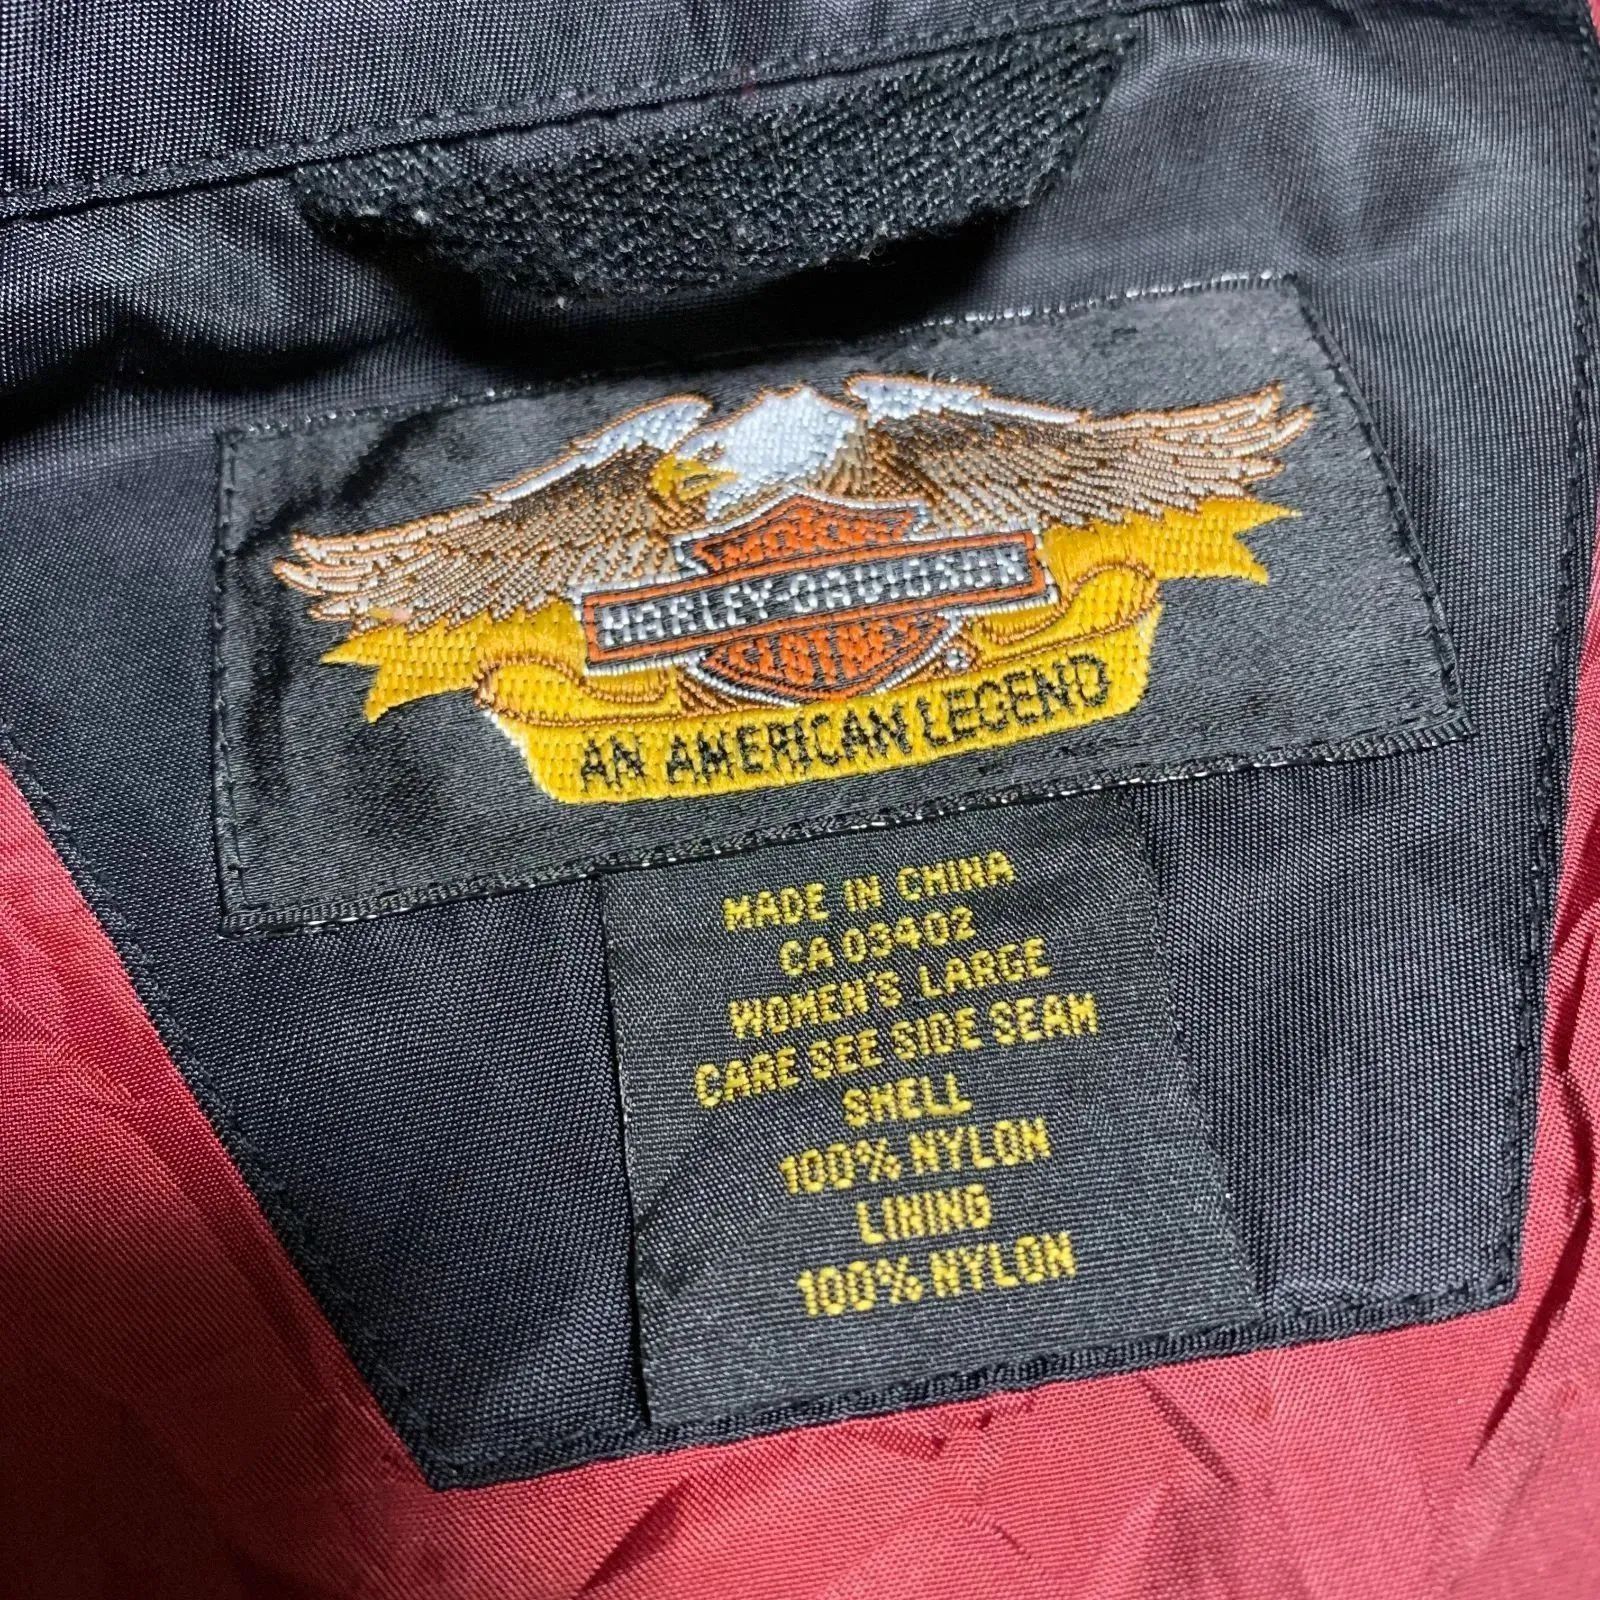 MOTOR
HARLEY-DAVIDSON
CLOTHES
®
AN AMERICAN LEGEND
MADE IN CHINA
CA 03402
WOMEN'S LARGE
CARE SEE SIDE SEAM
SHELL
100% NYLON
LINING
100% NYLON